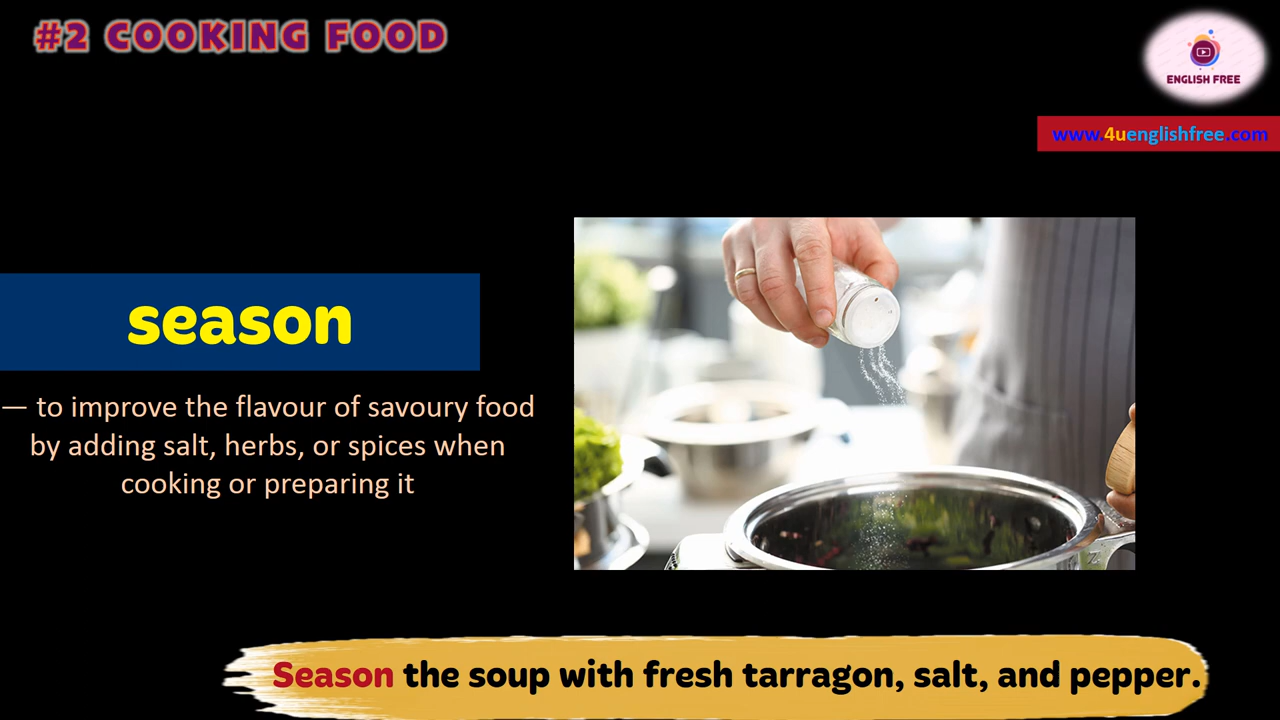 #2 COOKING FOOD
ENGLISH FREE
www.4uenglishfree.com
season
— to improve the flavour of savoury food
by adding salt, herbs, or spices when
cooking or preparing it
Season the soup with fresh tarragon, salt, and pepper.